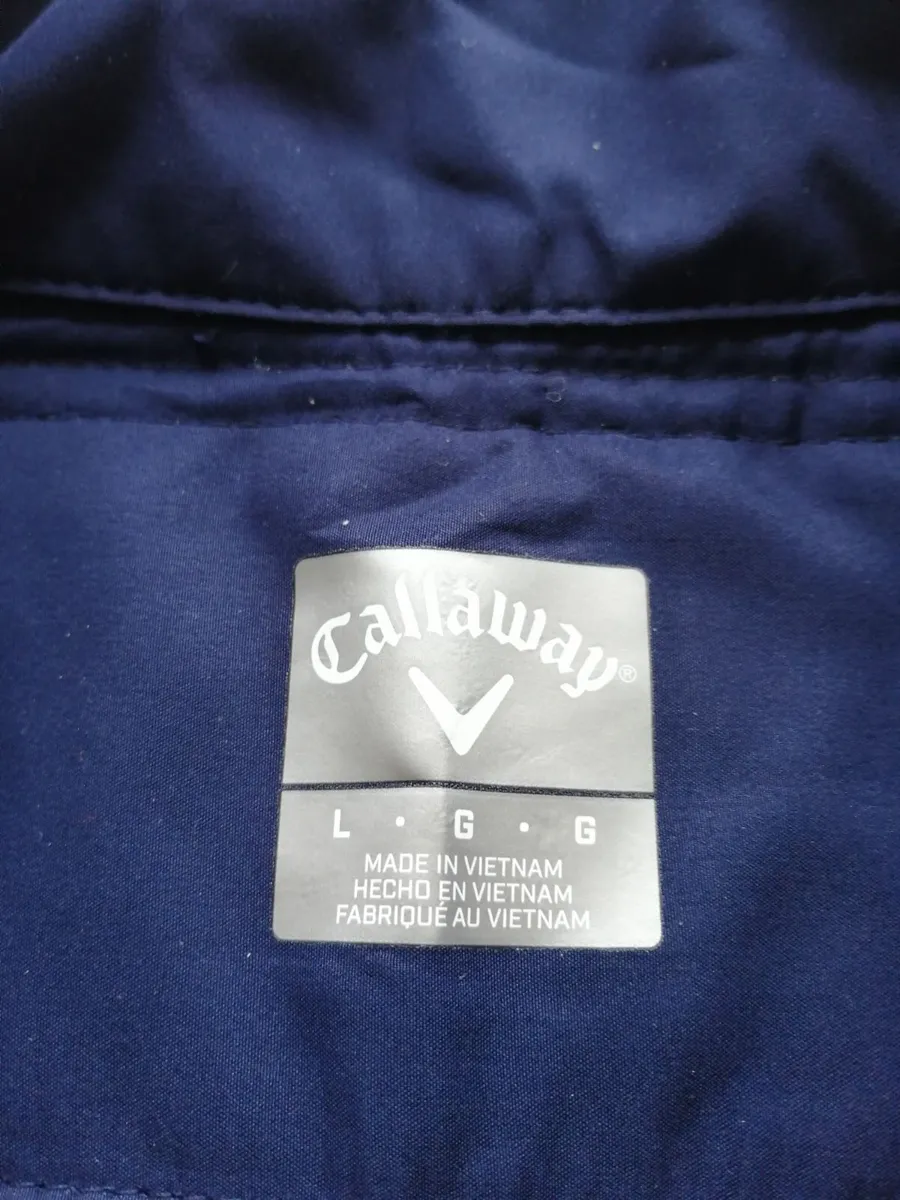 Callaway®
L • G • G
MADE IN VIETNAM
HECHO EN VIETNAM
FABRIQUÉ AU VIETNAM